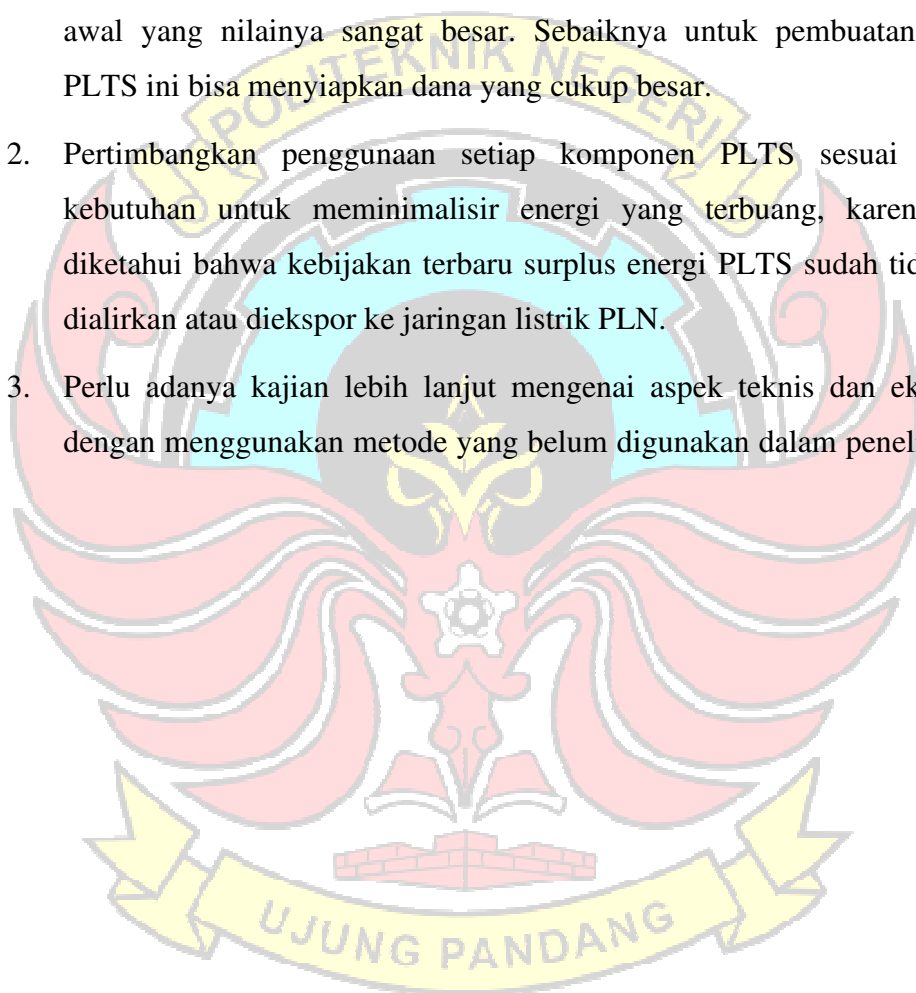 awal yang nilainya sangat besar. Sebaiknya untuk pembuatan
PLTS ini bisa menyiapkan dana yang cukup besar.
2. Pertimbangkan penggunaan setiap komponen PLTS sesuai
kebutuhan untuk meminimalisir energi yang terbuang, karen
diketahui bahwa kebijakan terbaru surplus energi PLTS sudah tid
dialirkan atau diekspor ke jaringan listrik PLN.
3. Perlu adanya kajian lebih lanjut mengenai aspek teknis dan ek
dengan menggunakan metode yang belum digunakan dalam penel
POLITEKNIK NEGERI
UJUNG PANDANG